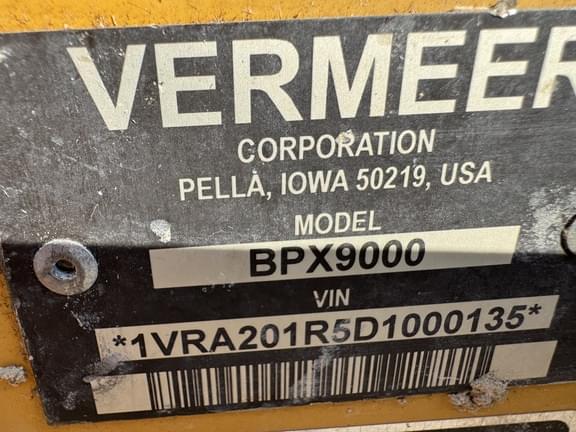 VERMEER
CORPORATION
PELLA, IOWA 50219, USA
MODEL
BPX9000
VIN
*1VRA201R5D1000135*